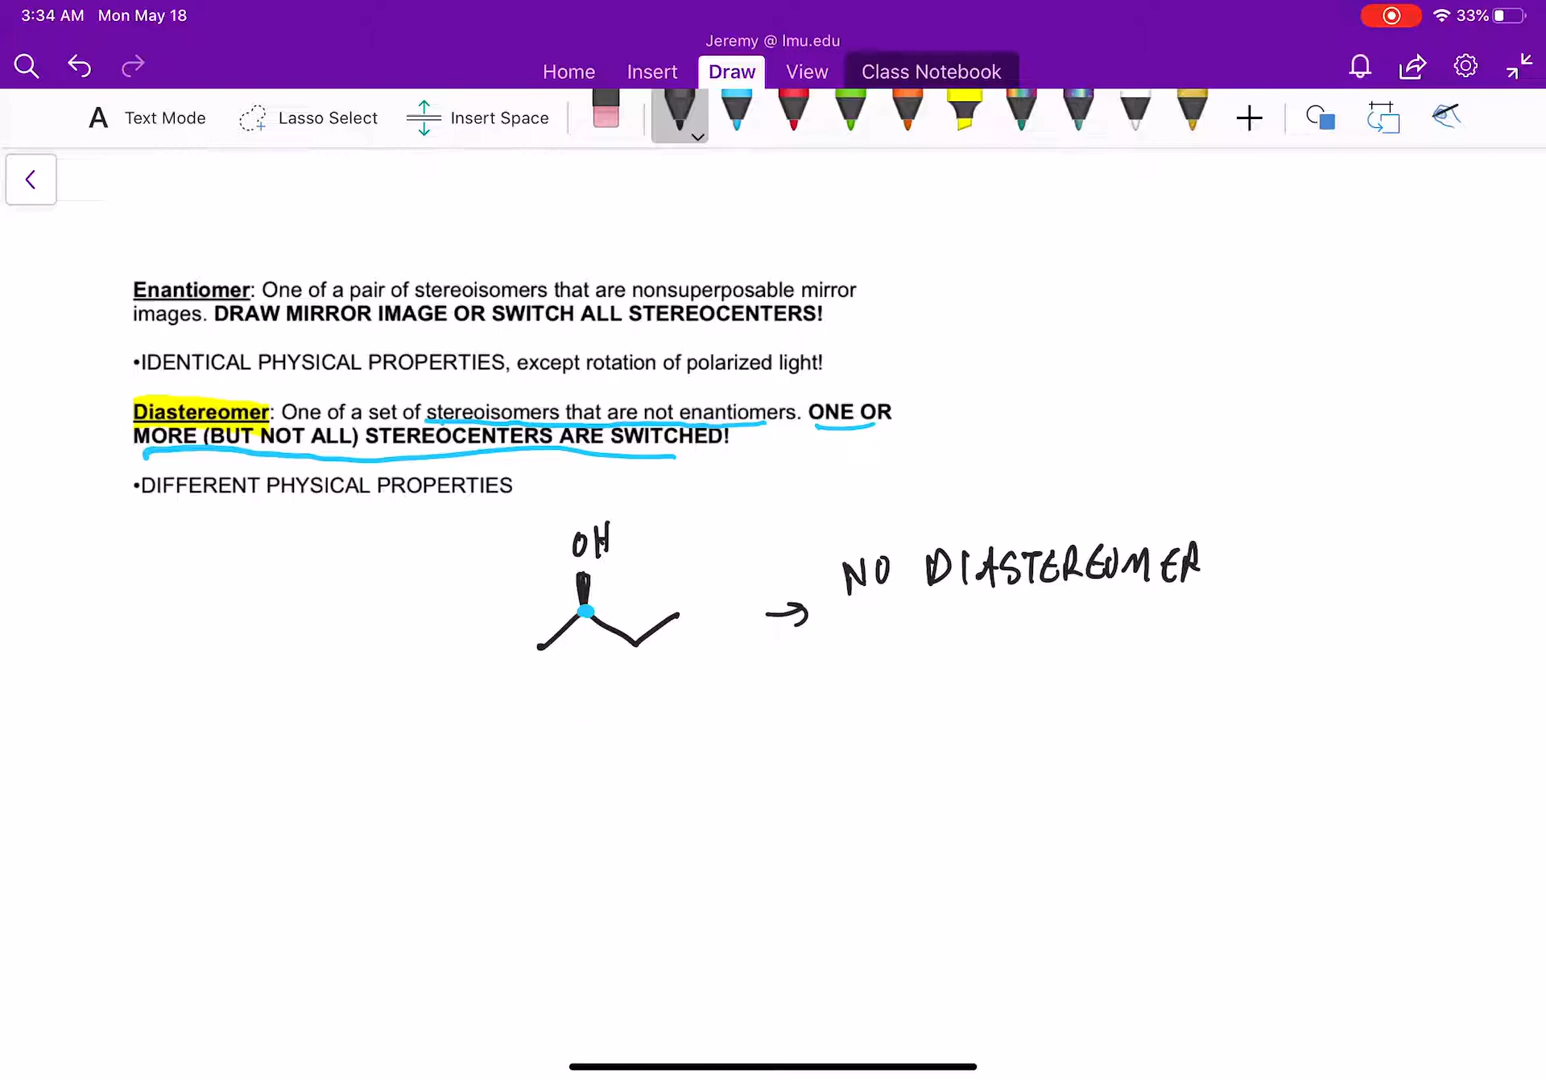 3:34 AM Mon May 18
33%
Jeremy @ lmu.edu
Home Insert Draw View Class Notebook
A Text Mode Lasso Select Insert Space
Enantiomer: One of a pair of stereoisomers that are nonsuperposable mirror
images. DRAW MIRROR IMAGE OR SWITCH ALL STEREOCENTERS!
•IDENTICAL PHYSICAL PROPERTIES, except rotation of polarized light!
Diastereomer: One of a set of stereoisomers that are not enantiomers. ONE OR
MORE (BUT NOT ALL) STEREOCENTERS ARE SWITCHED!
•DIFFERENT PHYSICAL PROPERTIES
OH
NO DIASTEREOMER